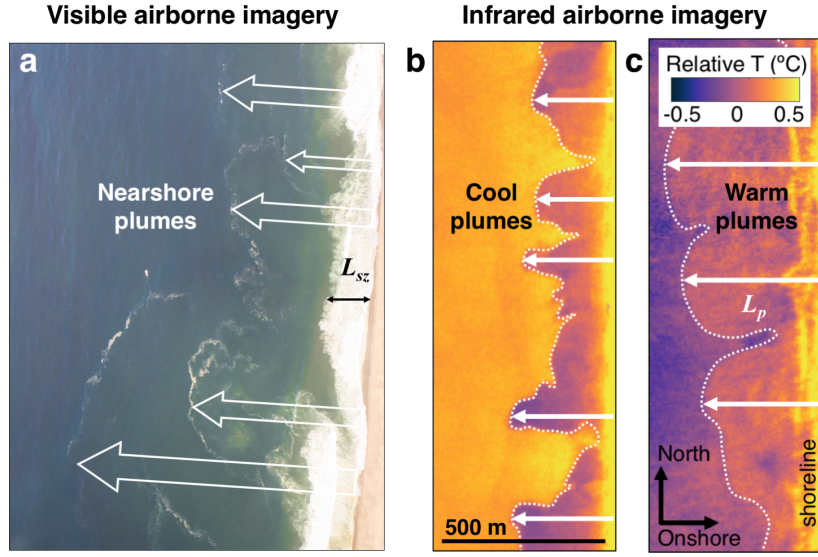 Visible airborne imagery
Infrared airborne imagery
a
Nearshore
plumes
L_sz
b
Cool
plumes
500 m
c
Relative T (ºC)
-0.5 0 0.5
Warm
plumes
L_p
North
Onshore
shoreline